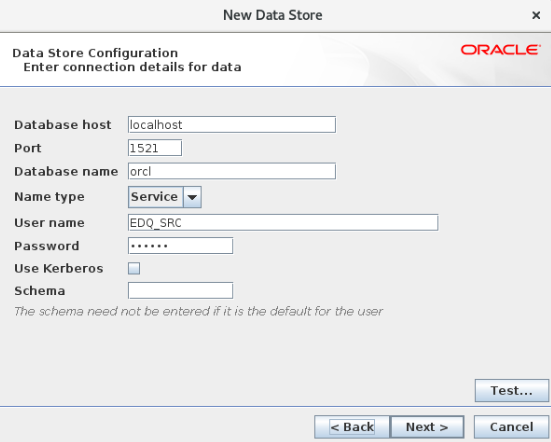 New Data Store
×
Data Store Configuration
Enter connection details for data
ORACLE
Database host localhost
Port 1521
Database name orcl
Name type Service
User name EDQ_SRC
Password ••••••
Use Kerberos
Schema
The schema need not be entered if it is the default for the user
Test...
< Back Next > Cancel